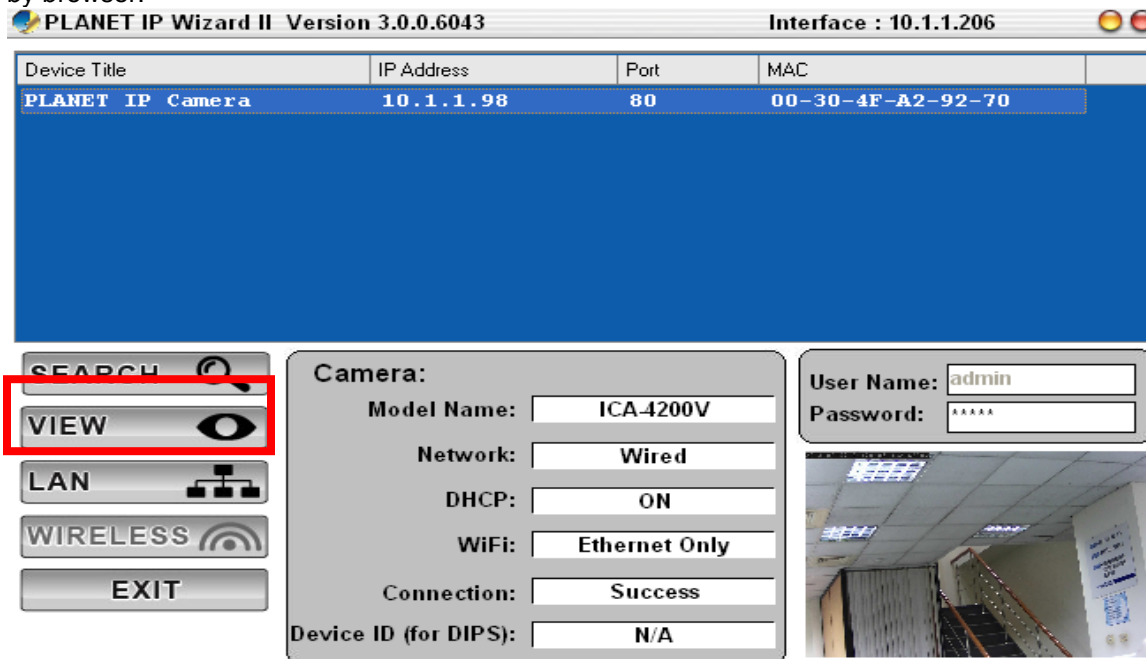 by browser.
PLANET IP Wizard II Version 3.0.0.6043 Interface : 10.1.1.206
Device Title IP Address Port MAC
PLANET IP Camera 10.1.1.98 80 00-30-4F-A2-92-70
SEARCH
VIEW
LAN
WIRELESS
EXIT
Camera:
Model Name: ICA-4200V
Network: Wired
DHCP: ON
WiFi: Ethernet Only
Connection: Success
Device ID (for DIPS): N/A
User Name: admin
Password: *****